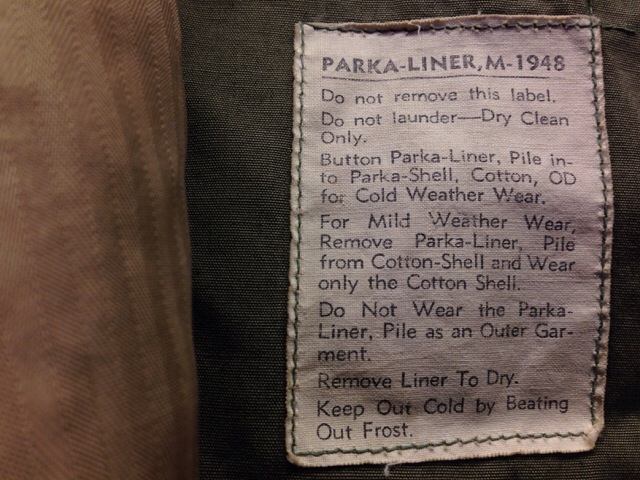 PARKA-LINER, M-1948
Do not remove this label.
Do not launder—Dry Clean
Only.
Button Parka-Liner, Pile in-
to Parka-Shell, Cotton, OD
for Cold Weather Wear.
For Mild Weather Wear,
Remove Parka-Liner, Pile
from Cotton-Shell and Wear
only the Cotton Shell.
Do Not Wear the Parka-
Liner, Pile as an Outer Gar-
ment.
Remove Liner To Dry.
Keep Out Cold by Beating
Out Frost.